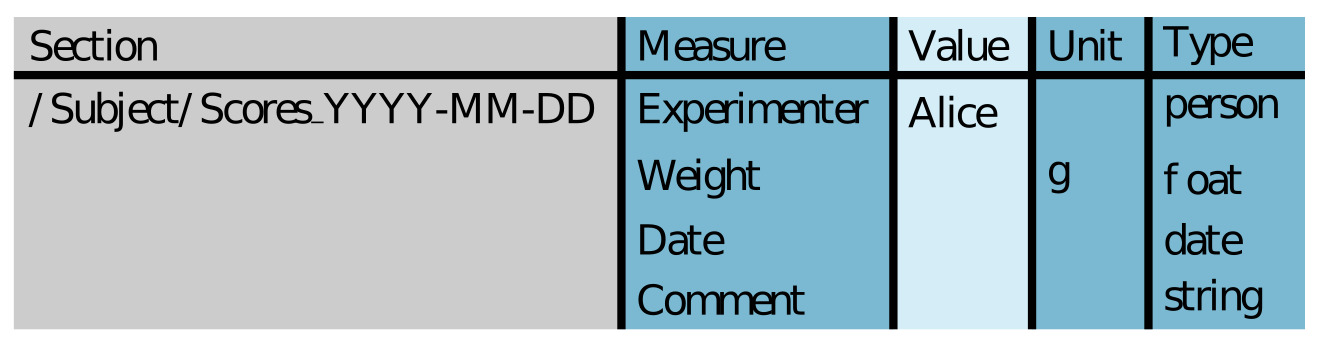 Section Measure Value Unit Type
/Subject/Scores_YYYY-MM-DD Experimenter Alice person
Weight g f oat
Date date
Comment string